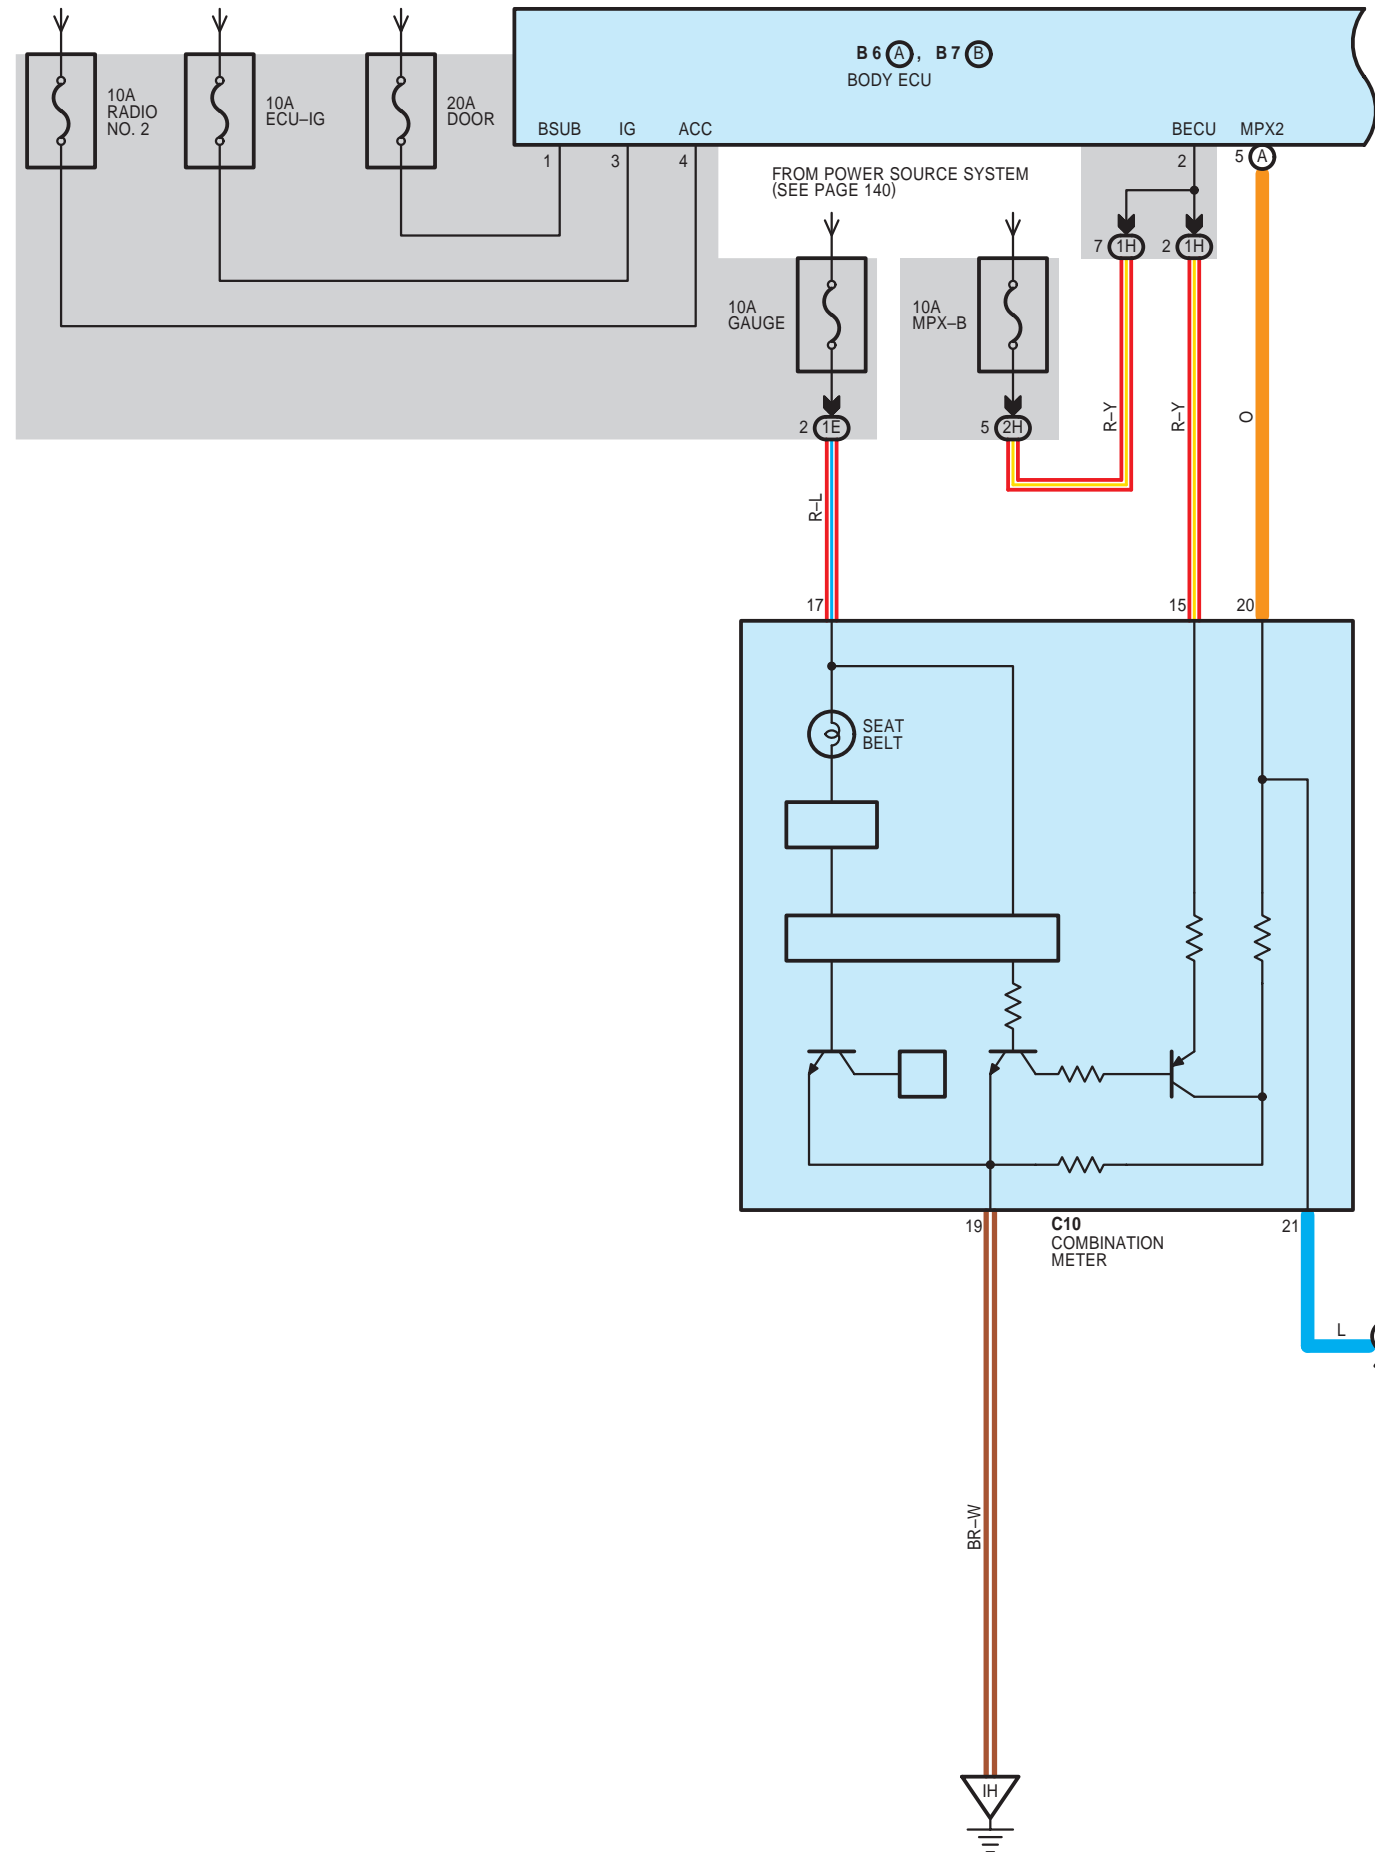 B 6 A , B 7 B
BODY ECU
10A
RADIO
NO. 2
10A
ECU–IG
20A
DOOR
BSUB IG ACC BECU MPX2
1 3 4 2 5 A
FROM POWER SOURCE SYSTEM
(SEE PAGE 140)
7 1H 2 1H
10A
GAUGE
10A
MPX–B
2 1E 5 2H
R–Y R–Y O
R–L
17 15 20
SEAT
BELT
19 C10 21
COMBINATION
METER
L
BR–W
IH